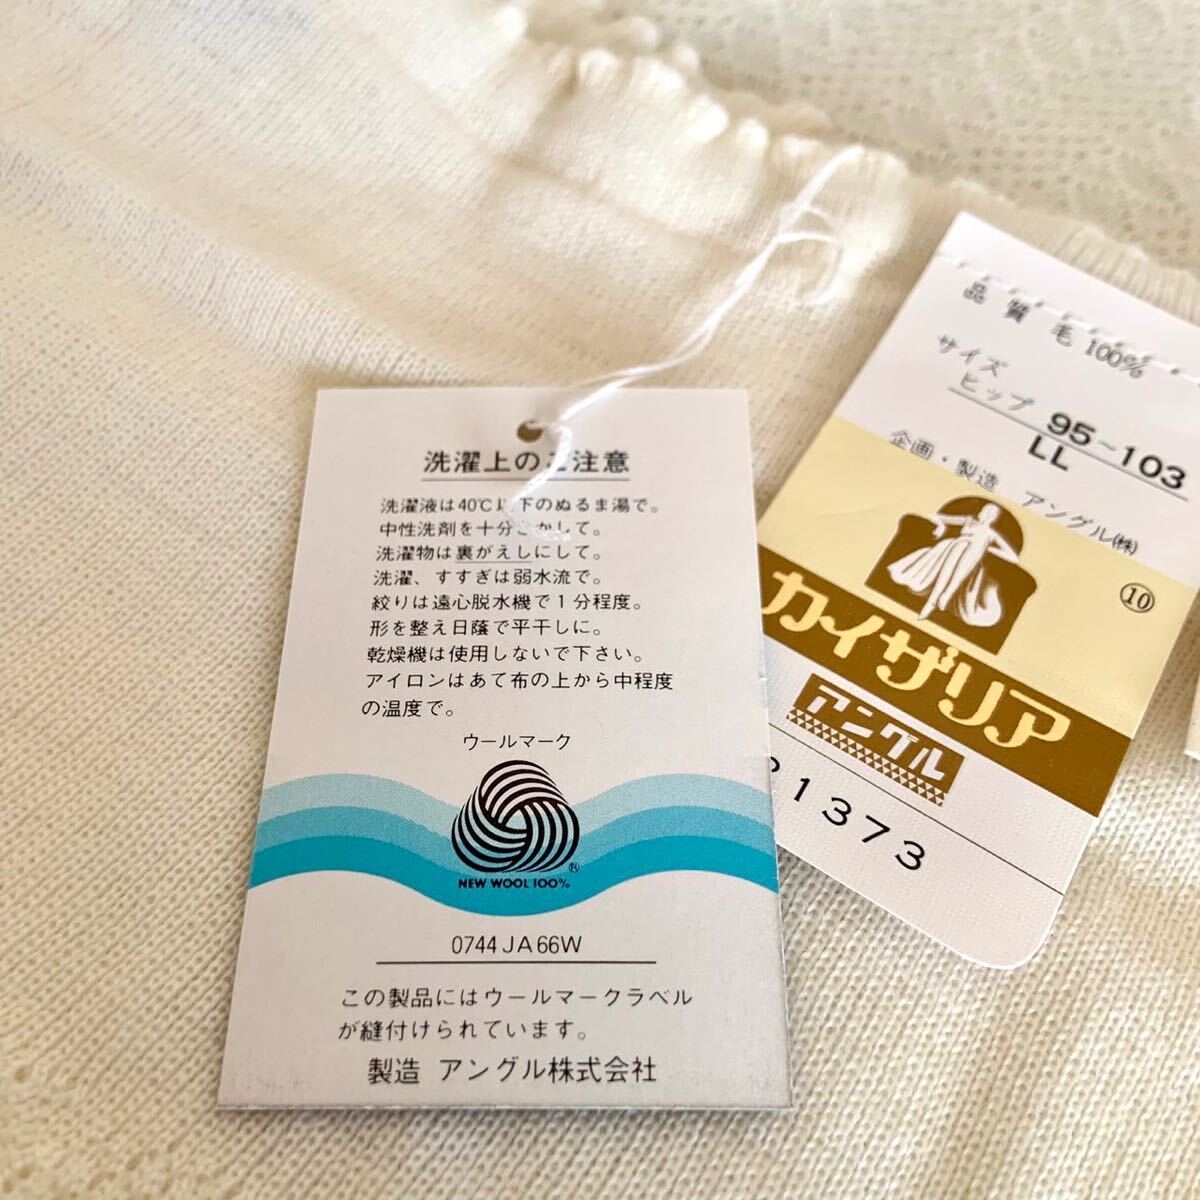 洗濯上のご注意
洗濯液は40℃以下のぬるま湯で。
中性洗剤を十分とかして。
洗濯物は裏がえしにして。
洗濯、すすぎは弱水流で。
絞りは遠心脱水機で1分程度。
形を整え日蔭で平干しに。
乾燥機は使用しないで下さい。
アイロンはあて布の上から中程度
の温度で。
ウールマーク
®
NEW WOOL 100%
0744 JA 66W
この製品にはウールマークラベル
が縫付けられています。
製造 アングル株式会社
品質 毛 100%
サイズ
ヒップ 95~103
LL
企画・製造 アングル(株)
⑩
カイザリア
アングル
1373